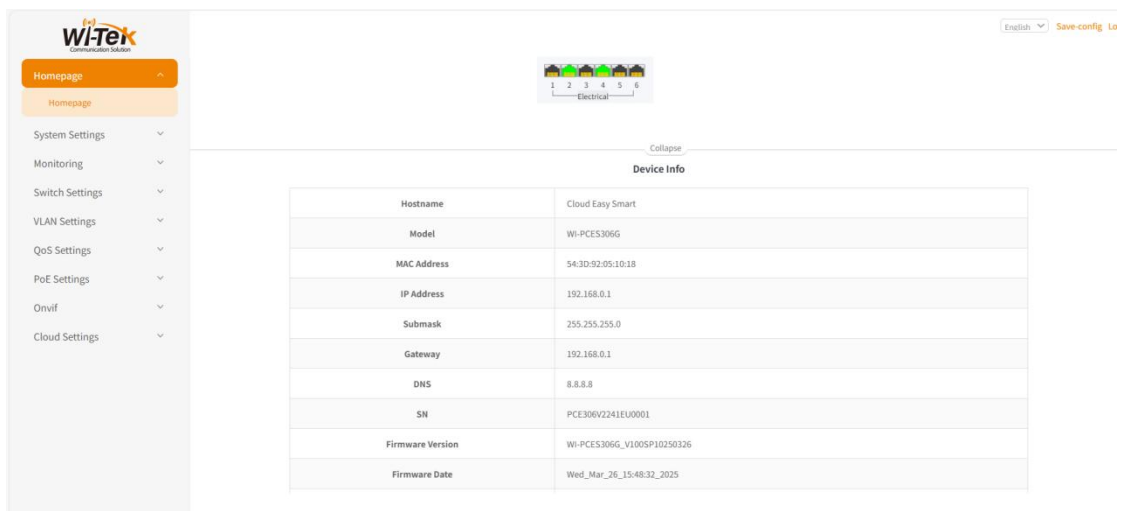 Wi-Tek
Communication Solution
English
Save-config
Homepage
Homepage
System Settings
Monitoring
Switch Settings
VLAN Settings
QoS Settings
PoE Settings
Onvif
Cloud Settings
1 2 3 4 5 6
Electrical
Collapse
Device Info
Hostname Cloud Easy Smart
Model WI-PCES306G
MAC Address 54:3D:92:05:10:18
IP Address 192.168.0.1
Submask 255.255.255.0
Gateway 192.168.0.1
DNS 8.8.8.8
SN PCE306V2241EU0001
Firmware Version WI-PCES306G_V100SP10250326
Firmware Date Wed_Mar_26_15:48:32_2025